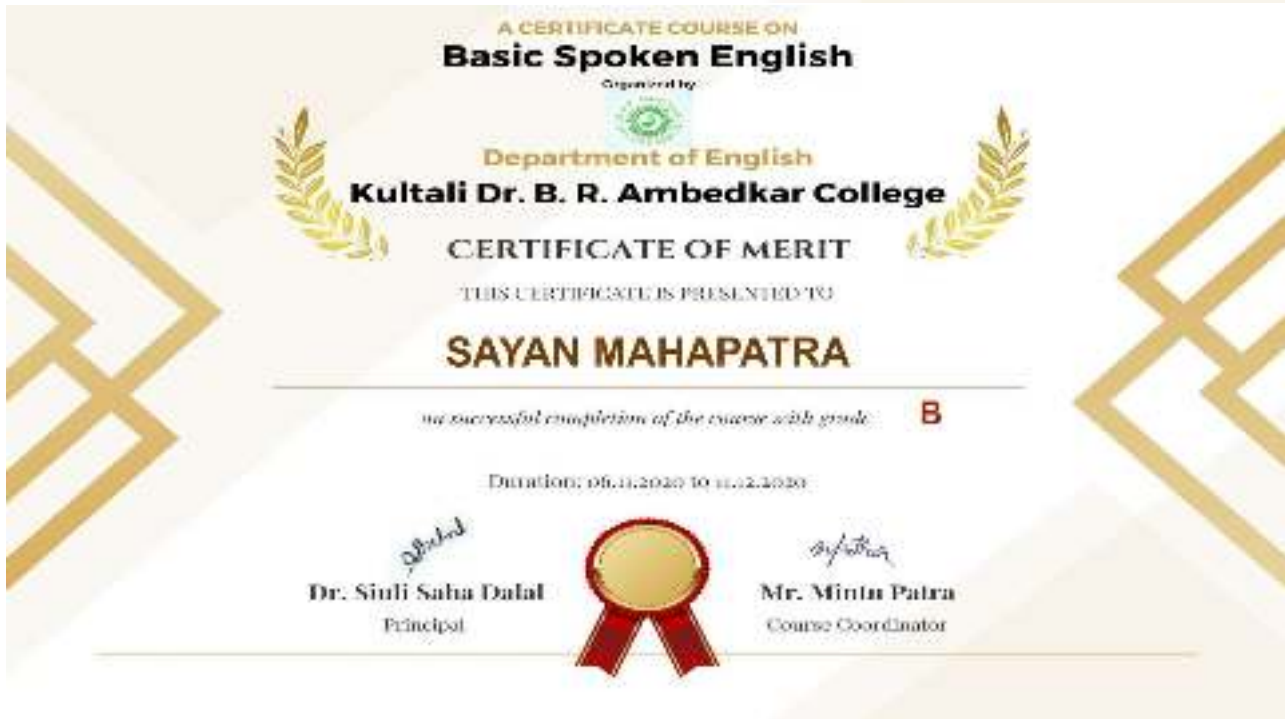 A CERTIFICATE COURSE ON
Basic Spoken English
Organized by
Department of English
Kultali Dr. B. R. Ambedkar College
CERTIFICATE OF MERIT
THIS CERTIFICATE IS PRESENTED TO
SAYAN MAHAPATRA
on successful completion of the course with grade B
Duration: 06.11.2020 to 11.12.2020
Dr. Siuli Saha Dalal
Principal
Mr. Mintu Patra
Course Coordinator